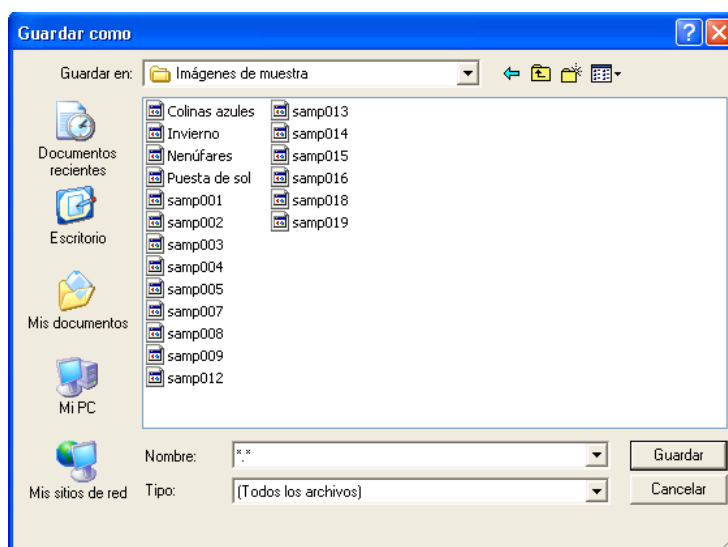 Guardar como
Guardar en:
Imágenes de muestra
Documentos
recientes
Escritorio
Mis documentos
Mi PC
Mis sitios de red
Colinas azules
Invierno
Nenúfares
Puesta de sol
samp001
samp002
samp003
samp004
samp005
samp007
samp008
samp009
samp012
samp013
samp014
samp015
samp016
samp018
samp019
Nombre:
*.*
Guardar
Tipo:
(Todos los archivos)
Cancelar